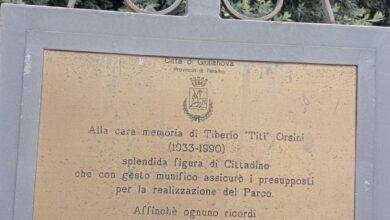 Città di Giulianova
Provincia di Teramo
Alla cara memoria di Tiberio "Titì" Orsini
(1933-1990)
splendida figura di Cittadino
che con gesto munifico assicurò i presupposti
per la realizzazione del Parco.
Affinchè ognuno ricordi